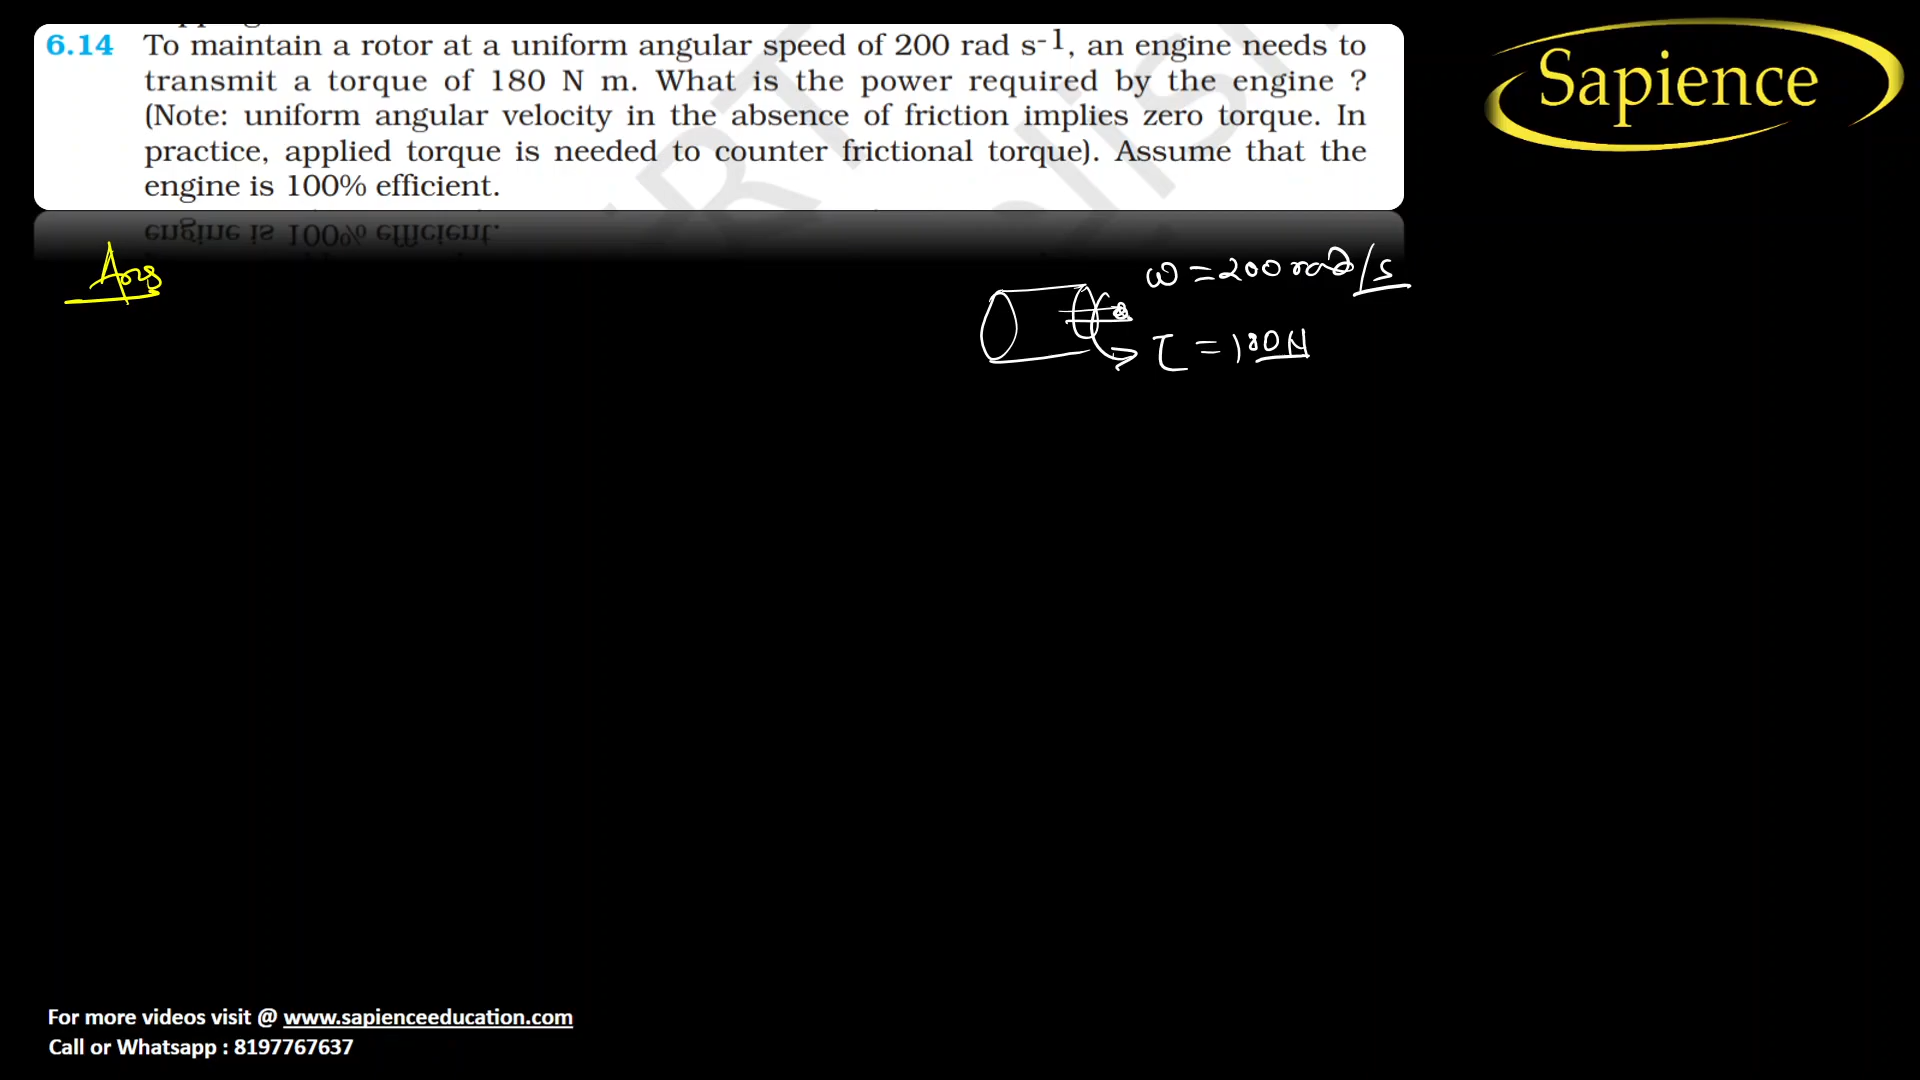 6.14 To maintain a rotor at a uniform angular speed of 200 rad s-1, an engine needs to
transmit a torque of 180 N m. What is the power required by the engine ?
(Note: uniform angular velocity in the absence of friction implies zero torque. In
practice, applied torque is needed to counter frictional torque). Assume that the
engine is 100% efficient.
Sapience
Ans
ω = 200 rad/s
τ = 180 N
For more videos visit @ www.sapienceeducation.com
Call or Whatsapp : 8197767637